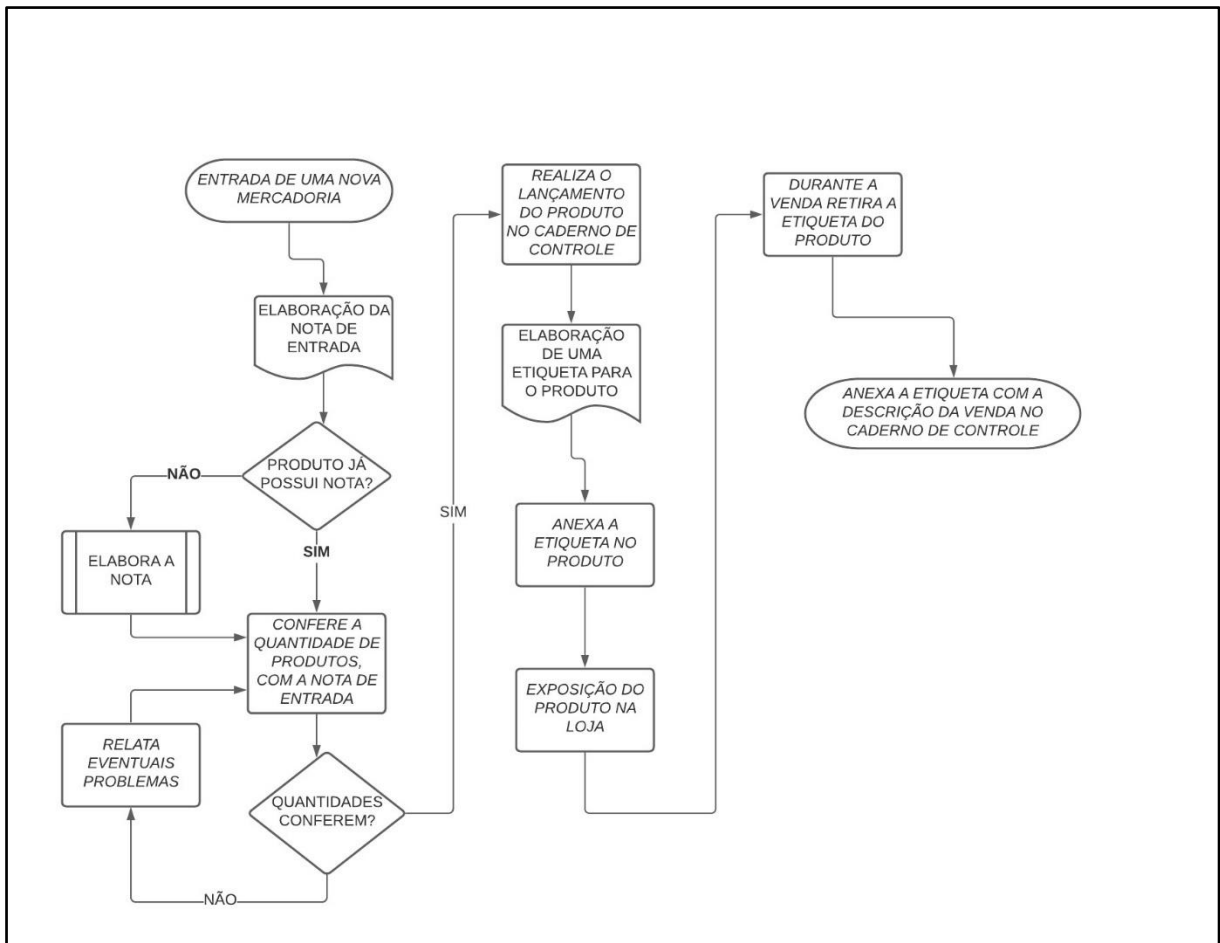 ENTRADA DE UMA NOVA
MERCADORIA
ELABORAÇÃO DA
NOTA DE
ENTRADA
PRODUTO JÁ
POSSUI NOTA?
NÃO
SIM
ELABORA A
NOTA
CONFERE A
QUANTIDADE DE
PRODUTOS,
COM A NOTA DE
ENTRADA
RELATA
EVENTUAIS
PROBLEMAS
QUANTIDADES
CONFEREM?
NÃO
SIM
REALIZA O
LANÇAMENTO
DO PRODUTO
NO CADERNO DE
CONTROLE
ELABORAÇÃO
DE UMA
ETIQUETA PARA
O PRODUTO
ANEXA A
ETIQUETA NO
PRODUTO
EXPOSIÇÃO DO
PRODUTO NA
LOJA
DURANTE A
VENDA RETIRA A
ETIQUETA DO
PRODUTO
ANEXA A ETIQUETA COM A
DESCRIÇÃO DA VENDA NO
CADERNO DE CONTROLE